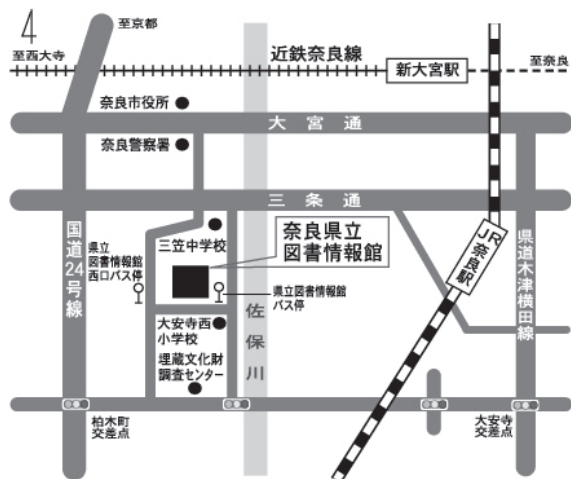 4
至京都
至西大寺
近鉄奈良線
新大宮駅
至奈良
奈良市役所
大宮通
奈良警察署
三条通
国道24号線
三笠中学校
奈良県立
図書情報館
県立
図書情報館
西口バス停
県立図書情報館
バス停
JR奈良駅
県道木津横田線
大安寺西
小学校
佐保川
埋蔵文化財
調査センター
柏木町
交差点
大安寺
交差点